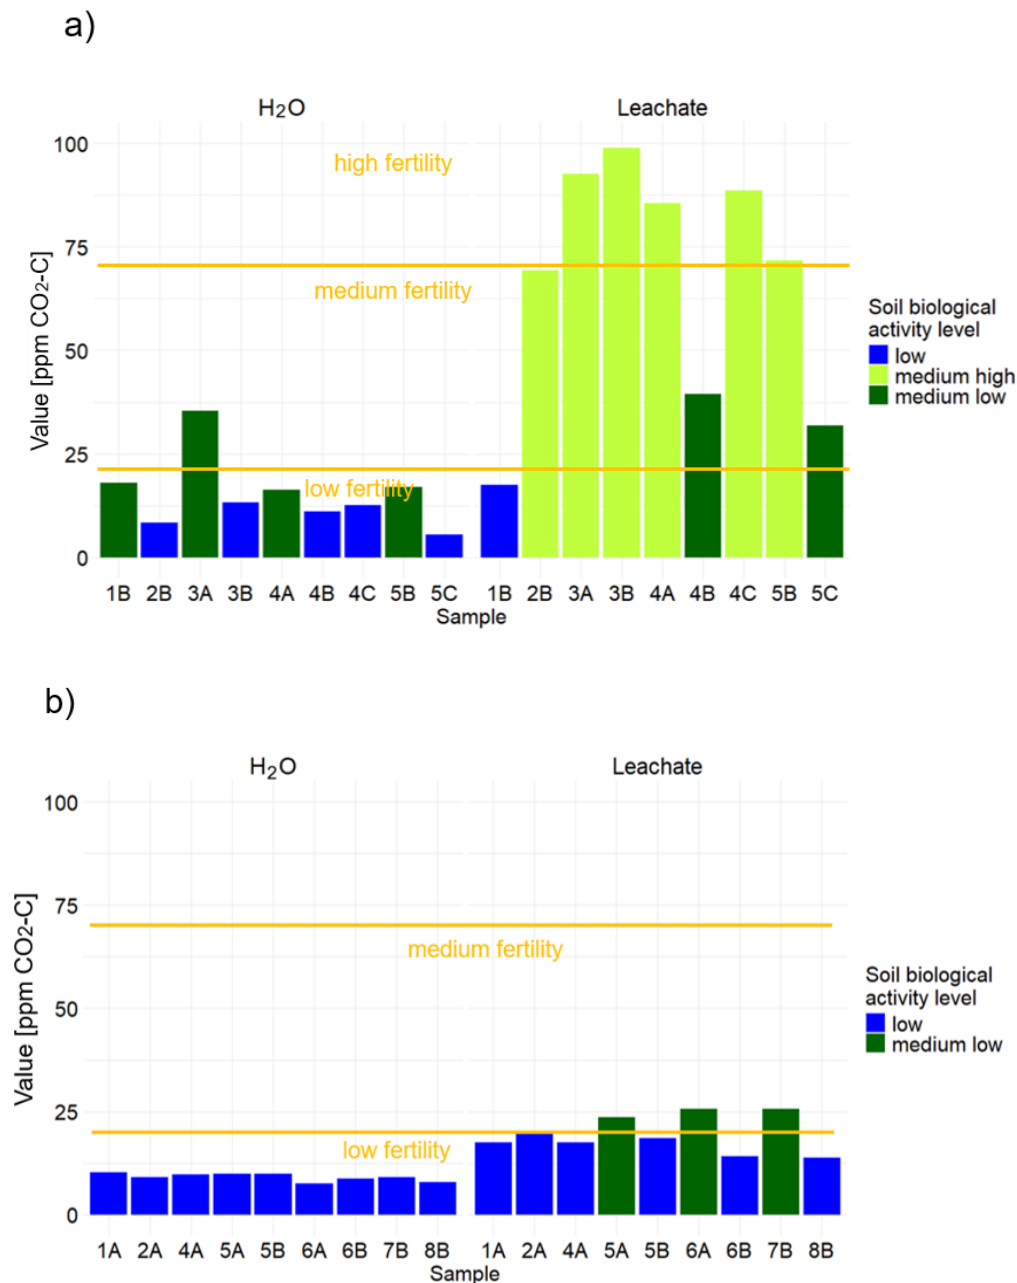 a)
H2O Leachate
100
high fertility
75
medium fertility
50
25
low fertility
0
Value [ppm CO2-C]
1B 2B 3A 3B 4A 4B 4C 5B 5C 1B 2B 3A 3B 4A 4B 4C 5B 5C
Sample
Soil biological
activity level
low
medium high
medium low
b)
H2O Leachate
100
75
medium fertility
50
25
low fertility
0
Value [ppm CO2-C]
1A 2A 4A 5A 5B 6A 6B 7B 8B 1A 2A 4A 5A 5B 6A 6B 7B 8B
Sample
Soil biological
activity level
low
medium low